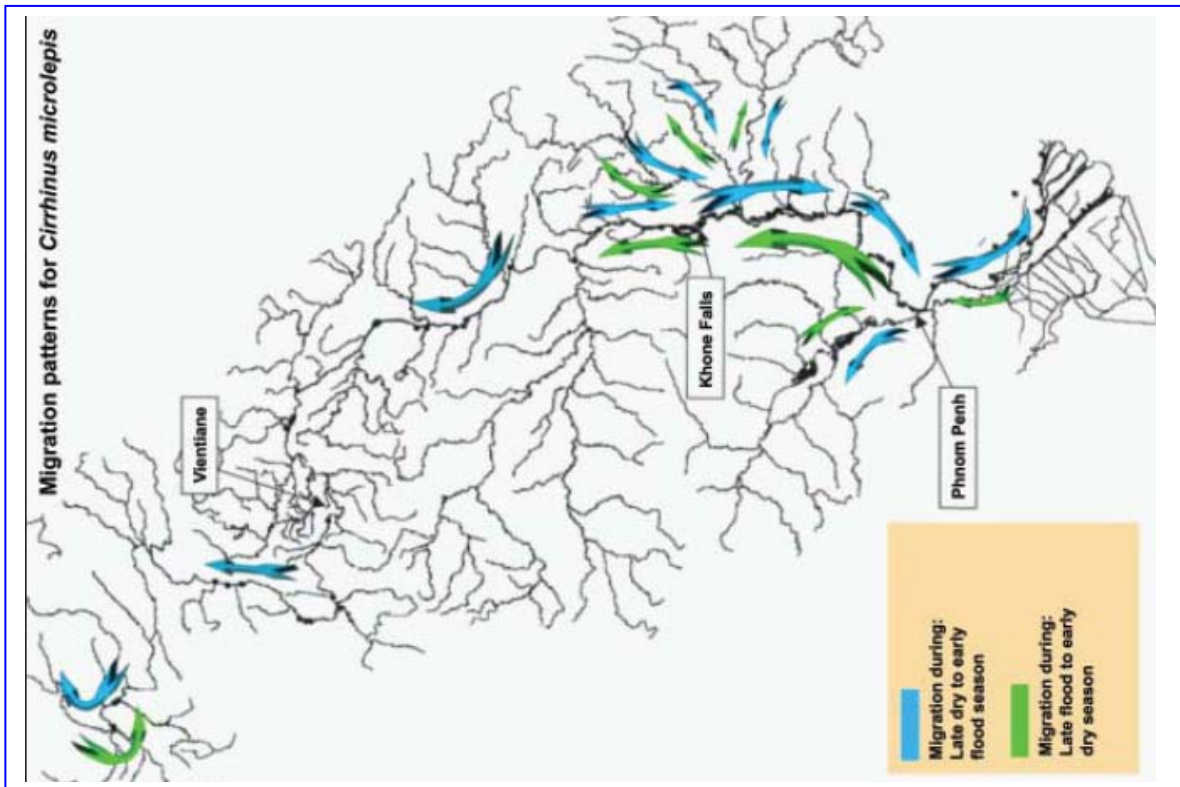 Migration patterns for Cirrhinus microlepis
Vientiane
Khone Falls
Phnom Penh
Migration during:
Late dry to early
flood season
Migration during:
Late flood to early
dry season